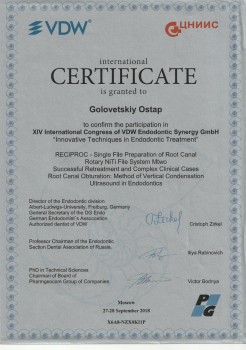 VDW®
ЦНИИС
international
CERTIFICATE
is granted to
Golovetskiy Ostap
to confirm the participation in
XIV International Congress of VDW Endodontic Synergy GmbH
"Innovative Techniques in Endodontic Treatment"
RECIPROC - Single File Preparation of Root Canal
Rotary NiTi File System Mtwo
Successful Retreatment and Complex Clinical Cases
Root Canal Obturation: Method of Vertical Condensation
Ultrasound in Endodontics
Director of the Endodontic division
Albert-Ludwigs-University, Freiburg, Germany
General Secretary of the DG Endo
German Endodontist's Association
Authorized dentist of VDW
Christoph Zirkel
Professor Chairman of the Endodontic
Section Dental Association of Russia.
Iliya Rabinovich
PhD in Technical Sciences
Chairman of Board of
Pharmgeocom Group of Companies
Victor Bodnya
Moscow
27-28 September 2010